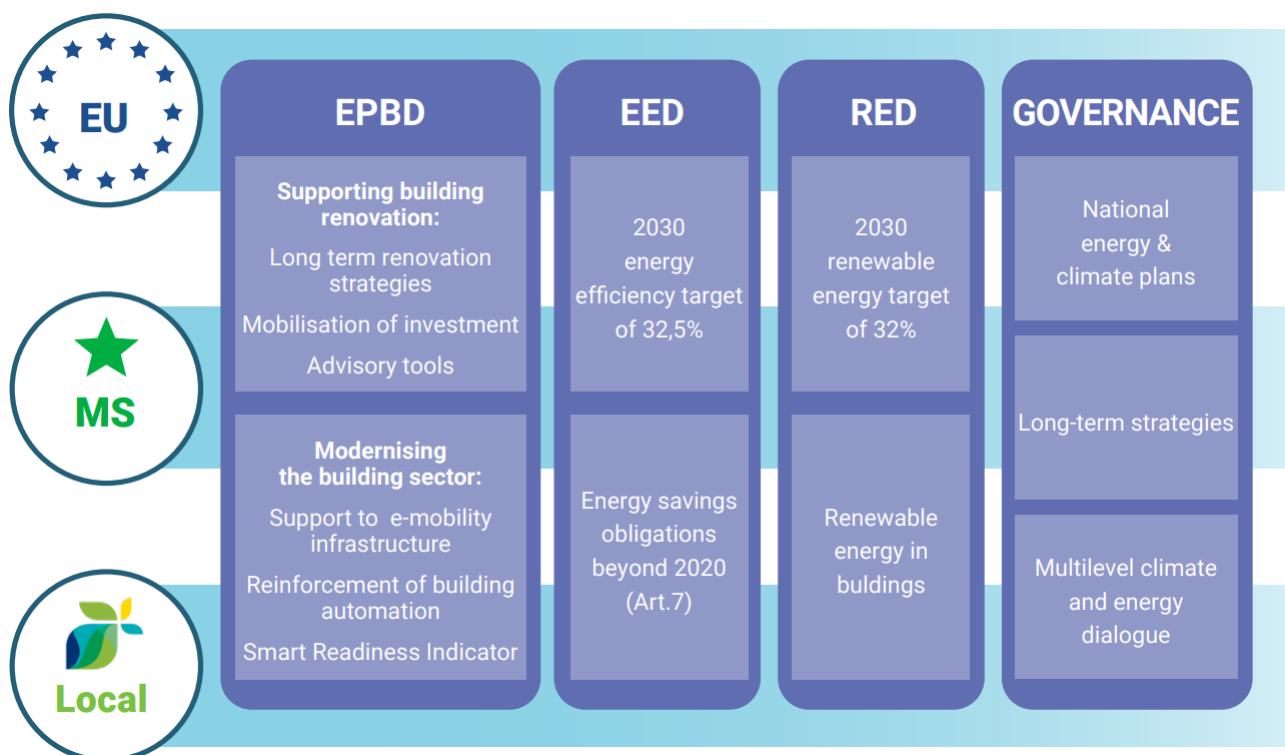 EU
MS
Local
EPBD
Supporting building
renovation:
Long term renovation
strategies
Mobilisation of investment
Advisory tools
Modernising
the building sector:
Support to  e-mobility
infrastructure
Reinforcement of building
automation
Smart Readiness Indicator
EED
2030
energy
efficiency target
of 32,5%
Energy savings
obligations
beyond 2020
(Art.7)
RED
2030
renewable
energy target
of 32%
Renewable
energy in
buldings
GOVERNANCE
National
energy &
climate plans
Long-term strategies
Multilevel climate
and energy
dialogue